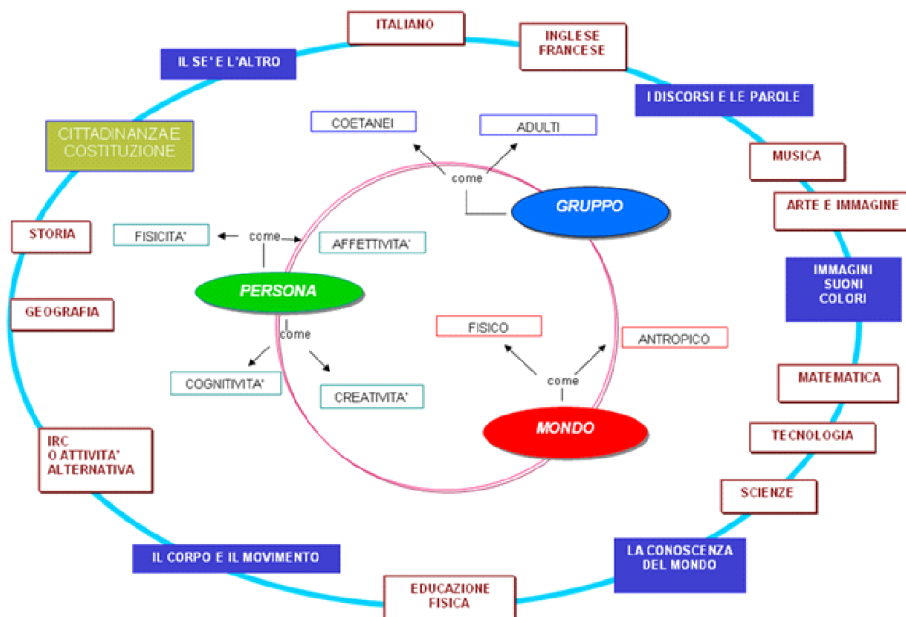 ITALIANO
INGLESE
FRANCESE
IL SE' E L'ALTRO
I DISCORSI E LE PAROLE
COETANEI
ADULTI
CITTADINANZA E
COSTITUZIONE
MUSICA
come
ARTE E IMMAGINE
GRUPPO
STORIA
FISICITA'
come
AFFETTIVITA'
IMMAGINI
SUONI
COLORI
PERSONA
GEOGRAFIA
FISICO
come
ANTROPICO
MATEMATICA
COGNITIVITA'
CREATIVITA'
come
MONDO
TECNOLOGIA
IRC
O ATTIVITA'
ALTERNATIVA
SCIENZE
IL CORPO E IL MOVIMENTO
LA CONOSCENZA
DEL MONDO
EDUCAZIONE
FISICA